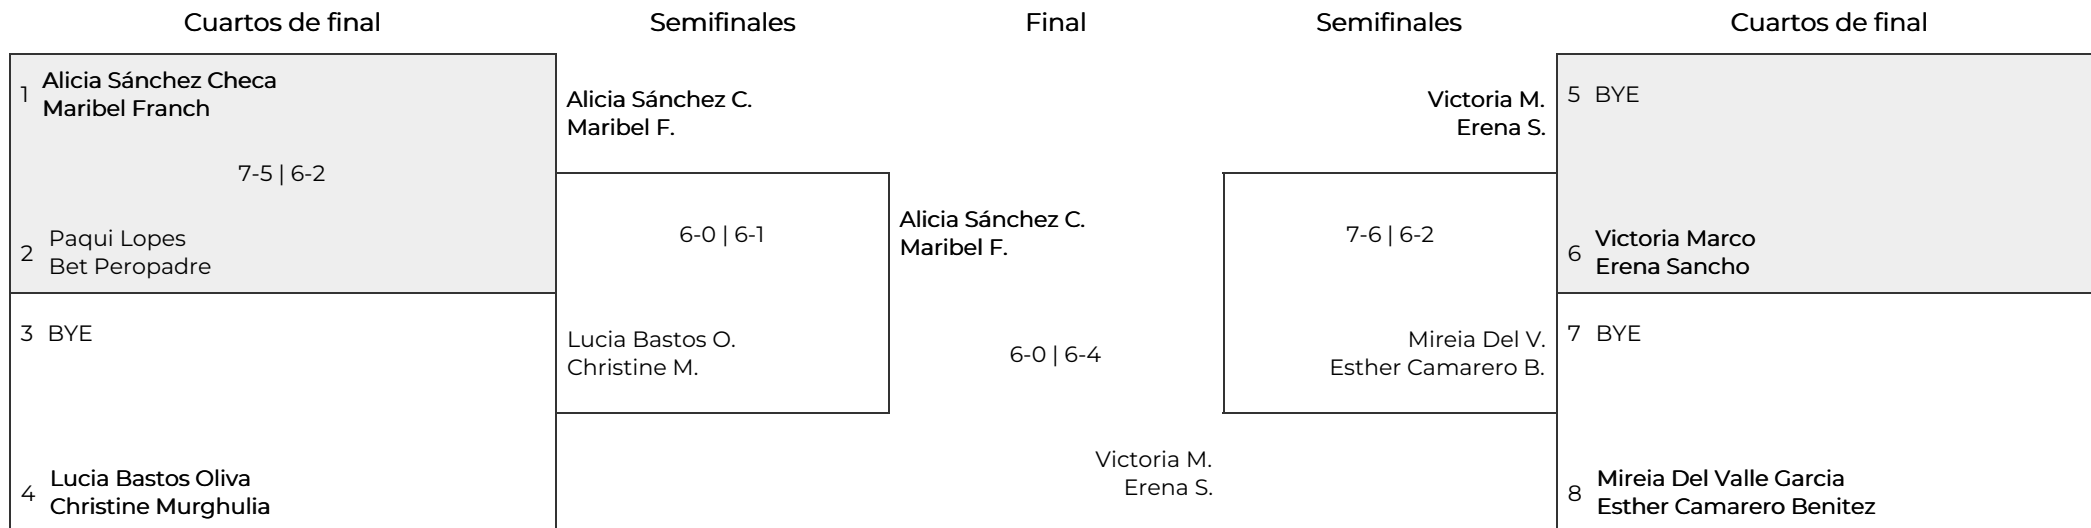 Cuartos de final
Semifinales
Final
Semifinales
Cuartos de final
1
Alicia Sánchez Checa
Maribel Franch
7-5 | 6-2
2
Paqui Lopes
Bet Peropadre
3 BYE
4
Lucia Bastos Oliva
Christine Murghulia
Alicia Sánchez C.
Maribel F.
6-0 | 6-1
Lucia Bastos O.
Christine M.
Alicia Sánchez C.
Maribel F.
6-0 | 6-4
Victoria M.
Erena S.
Victoria M.
Erena S.
7-6 | 6-2
Mireia Del V.
Esther Camarero B.
5 BYE
6
Victoria Marco
Erena Sancho
7 BYE
8
Mireia Del Valle Garcia
Esther Camarero Benitez